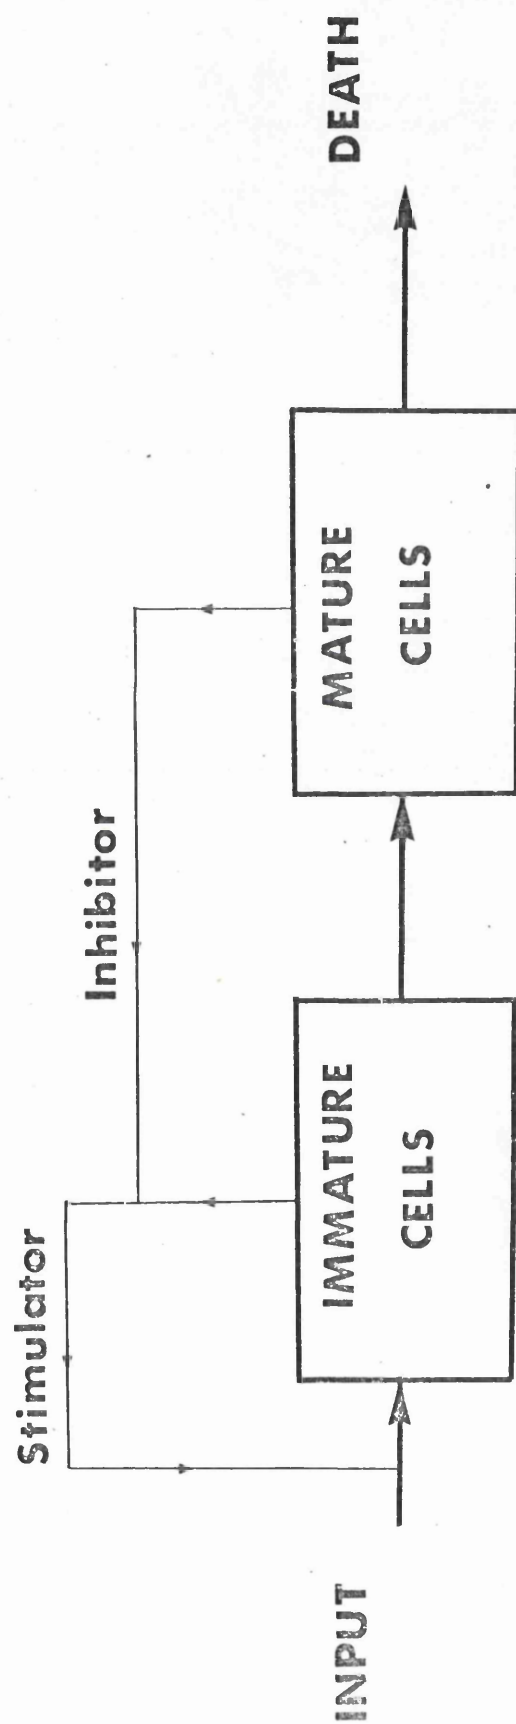 Stimulator
Inhibitor
INPUT
IMMATURE
CELLS
MATURE
CELLS
DEATH